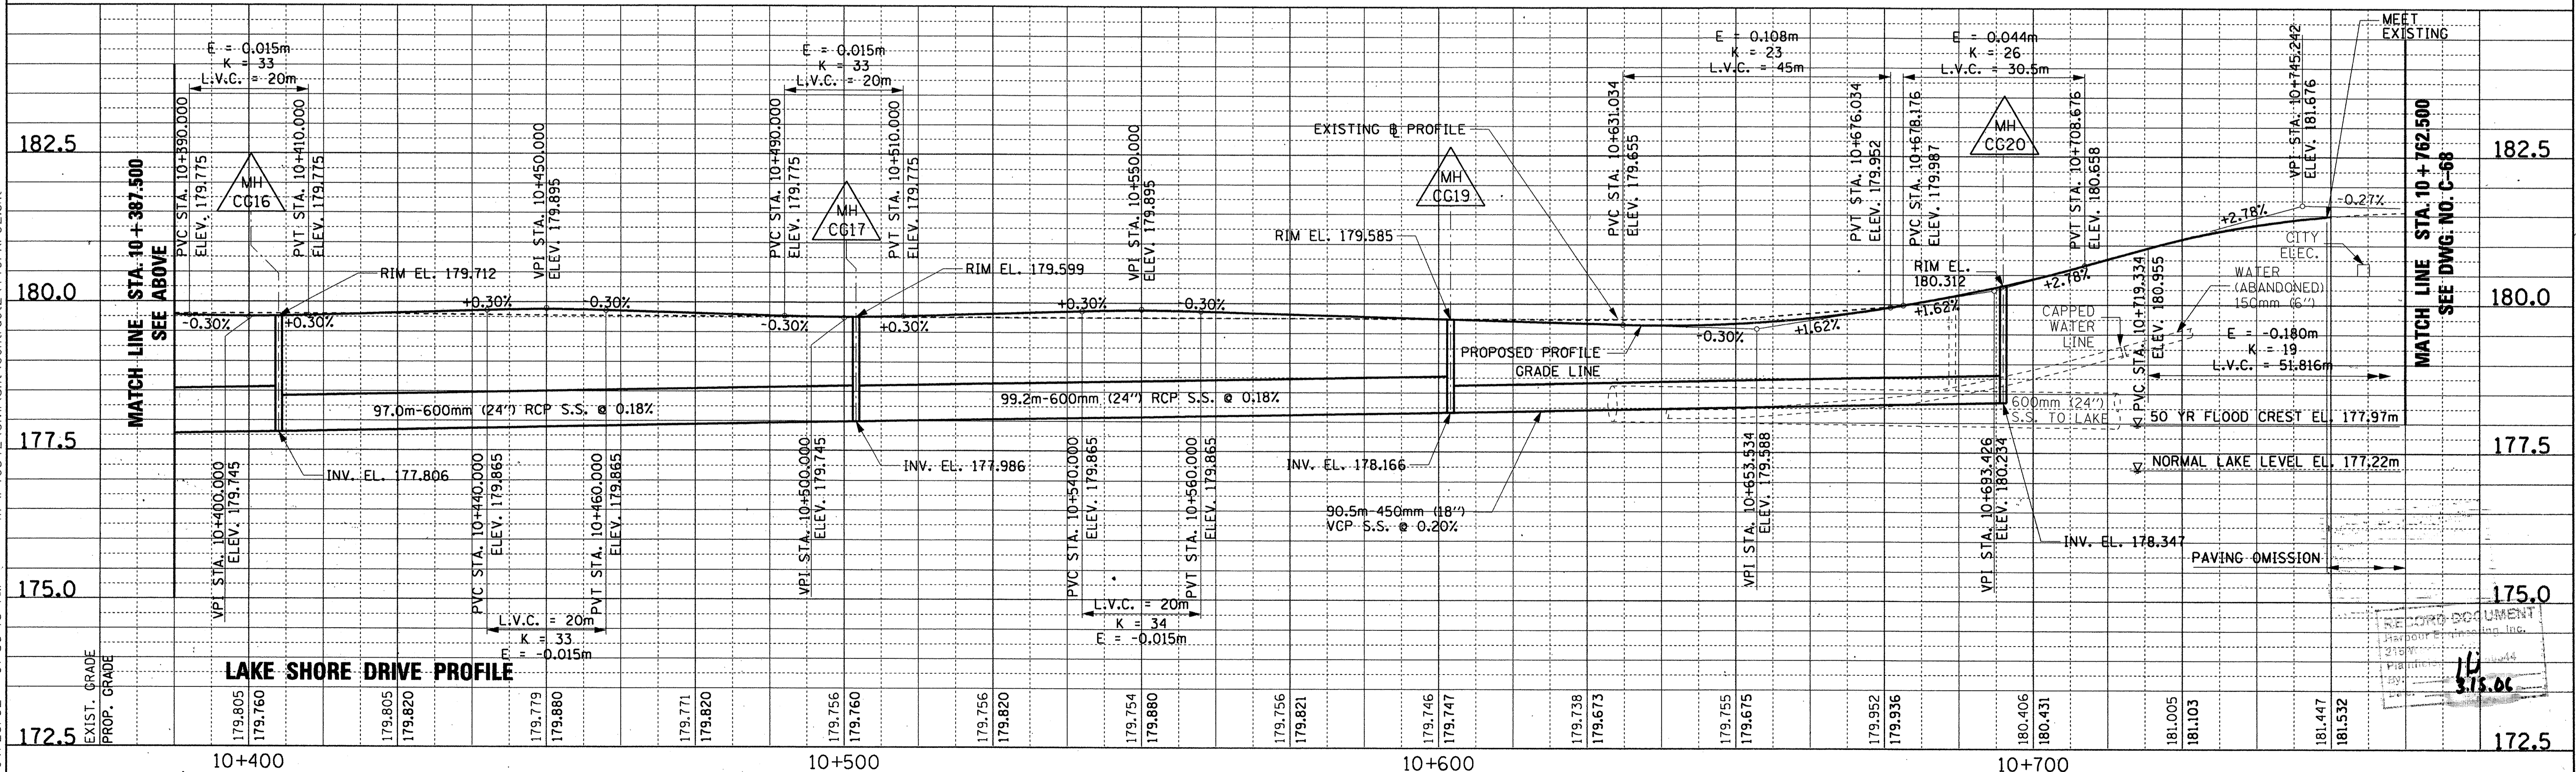 E = 0.015m
K = 33
L.V.C. = 20m
E = 0.015m
K = 33
L.V.C. = 20m
E = 0.108m
K = 23
L.V.C. = 45m
E = 0.044m
K = 26
L.V.C. = 30.5m
MEET
EXISTING
182.5
180.0
177.5
175.0
172.5
182.5
180.0
177.5
175.0
172.5
MATCH LINE STA. 10+387.500
SEE ABOVE
PVC STA. 10+390.000
ELEV. 179.775
MH
CG16
PVT STA. 10+410.000
ELEV. 179.775
RIM EL. 179.712
VPI STA. 10+450.000
ELEV. 179.895
PVC STA. 10+490.000
ELEV. 179.775
MH
CG17
PVT STA. 10+510.000
ELEV. 179.775
RIM EL. 179.599
VPI STA. 10+550.000
ELEV. 179.895
EXISTING ℄ PROFILE
MH
CG19
RIM EL. 179.585
PVC STA. 10+631.034
ELEV. 179.655
PVT STA. 10+676.034
ELEV. 179.952
PVC STA. 10+678.176
ELEV. 179.987
MH
CG20
RIM EL.
180.312
PVT STA. 10+708.676
ELEV. 180.658
VPI STA. 10+745.242
ELEV. 181.676
MATCH LINE STA. 10+762.500
SEE DWG. NO. C-68
-0.30%
+0.30%
+0.30%
-0.30%
-0.30%
+0.30%
+0.30%
-0.30%
-0.30%
+1.62%
+1.62%
+2.78%
+2.78%
-0.27%
PROPOSED PROFILE
GRADE LINE
CITY
ELEC.
WATER
(ABANDONED)
150mm (6")
CAPPED
WATER
LINE
PVC STA. 10+719.334
ELEV. 180.955
E = -0.180m
K = 19
L.V.C. = 51.816m
97.0m-600mm (24") RCP S.S. @ 0.18%
99.2m-600mm (24") RCP S.S. @ 0.18%
600mm (24")
S.S. TO LAKE
50 YR FLOOD CREST EL. 177.97m
NORMAL LAKE LEVEL EL. 177.22m
VPI STA. 10+400.000
ELEV. 179.745
INV. EL. 177.806
PVC STA. 10+440.000
ELEV. 179.865
PVT STA. 10+460.000
ELEV. 179.865
VPI STA. 10+500.000
ELEV. 179.745
INV. EL. 177.986
PVC STA. 10+540.000
ELEV. 179.865
PVT STA. 10+560.000
ELEV. 179.865
INV. EL. 178.166
90.5m-450mm (18")
VCP S.S. @ 0.20%
VPI STA. 10+653.534
ELEV. 179.588
VPI STA. 10+693.426
ELEV. 180.234
INV. EL. 178.347
PAVING OMISSION
L.V.C. = 20m
K = 33
E = -0.015m
L.V.C. = 20m
K = 34
E = -0.015m
LAKE SHORE DRIVE PROFILE
RECORD DOCUMENT
3.15.06
EXIST. GRADE
PROP. GRADE
179.805
179.760
179.805
179.820
179.779
179.880
179.771
179.820
179.756
179.760
179.756
179.820
179.754
179.880
179.756
179.821
179.746
179.747
179.738
179.673
179.755
179.675
179.952
179.936
180.406
180.431
181.005
181.103
181.447
181.532
10+400
10+500
10+600
10+700